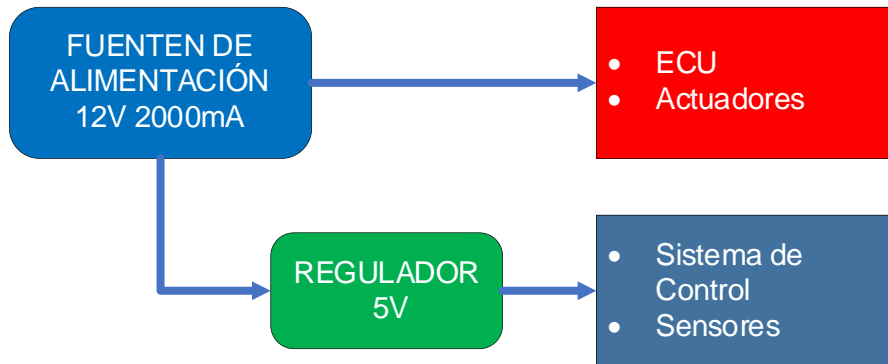 FUENTEN DE
ALIMENTACIÓN
12V 2000mA
• ECU
• Actuadores
REGULADOR
5V
• Sistema de
Control
• Sensores